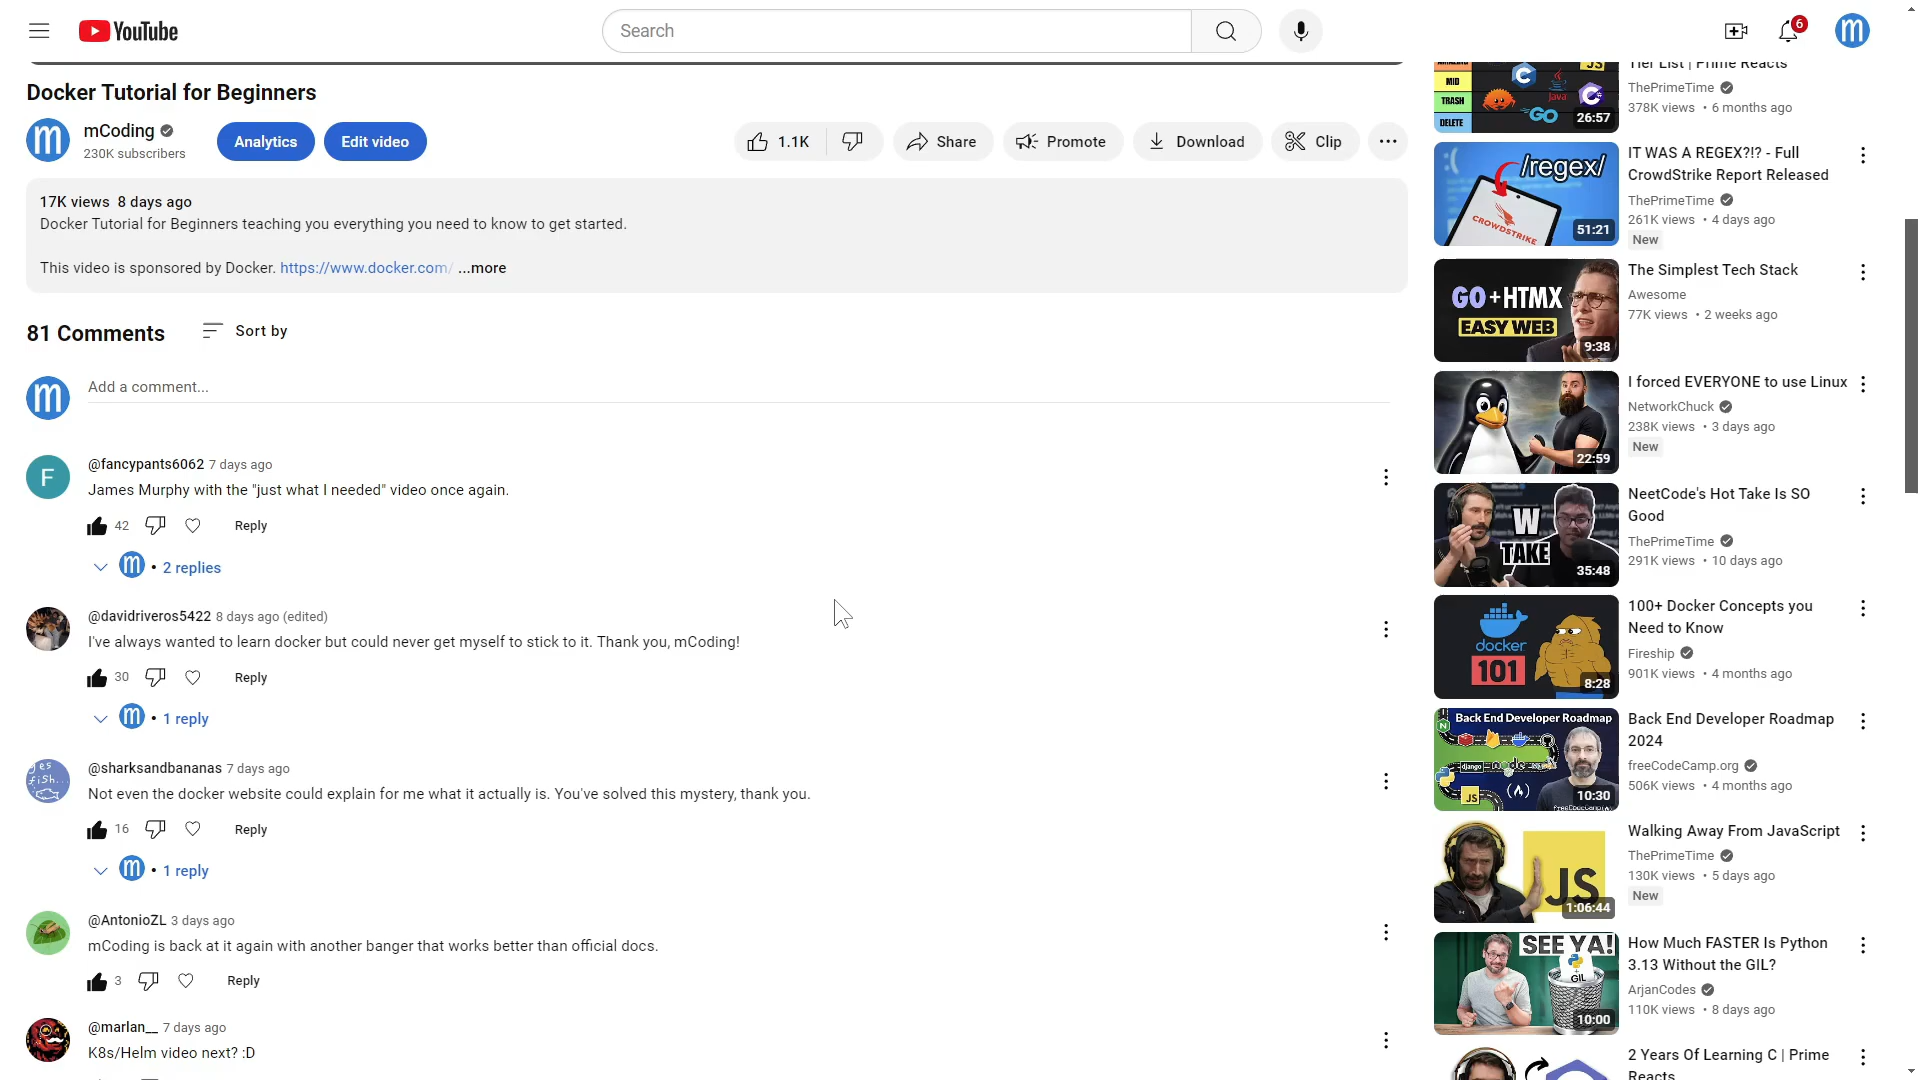 YouTube
Search
6
m
Docker Tutorial for Beginners
m
mCoding
230K subscribers
Analytics
Edit video
1.1K
Share
Promote
Download
Clip
17K views 8 days ago
Docker Tutorial for Beginners teaching you everything you need to know to get started.
This video is sponsored by Docker. https://www.docker.com/ ...more
81 Comments
Sort by
m
Add a comment...
F
@fancypants6062 7 days ago
James Murphy with the "just what I needed" video once again.
42
Reply
m
• 2 replies
@davidriveros5422 8 days ago (edited)
I've always wanted to learn docker but could never get myself to stick to it. Thank you, mCoding!
30
Reply
m
• 1 reply
yes
fish...
@sharksandbananas 7 days ago
Not even the docker website could explain for me what it actually is. You've solved this mystery, thank you.
16
Reply
m
• 1 reply
@AntonioZL 3 days ago
mCoding is back at it again with another banger that works better than official docs.
3
Reply
@marlan__ 7 days ago
K8s/Helm video next? :D
MID
TRASH
DELETE
C
Java
JS
C
GO
26:57
Tier List | Prime Reacts
ThePrimeTime
378K views • 6 months ago
/regex/
CROWDSTRIKE
51:21
IT WAS A REGEX?!? - Full
CrowdStrike Report Released
ThePrimeTime
261K views • 4 days ago
New
GO+HTMX
EASY WEB
9:38
The Simplest Tech Stack
Awesome
77K views • 2 weeks ago
22:59
I forced EVERYONE to use Linux
NetworkChuck
238K views • 3 days ago
New
W
TAKE
35:48
NeetCode's Hot Take Is SO
Good
ThePrimeTime
291K views • 10 days ago
docker
101
8:28
100+ Docker Concepts you
Need to Know
Fireship
901K views • 4 months ago
Back End Developer Roadmap
django
JS
freeCodeCamp(🔥)
10:30
Back End Developer Roadmap
2024
freeCodeCamp.org
506K views • 4 months ago
JS
1:06:44
Walking Away From JavaScript
ThePrimeTime
130K views • 5 days ago
New
SEE YA!
GIL
10:00
How Much FASTER Is Python
3.13 Without the GIL?
ArjanCodes
110K views • 8 days ago
2 Years Of Learning C | Prime
Reacts